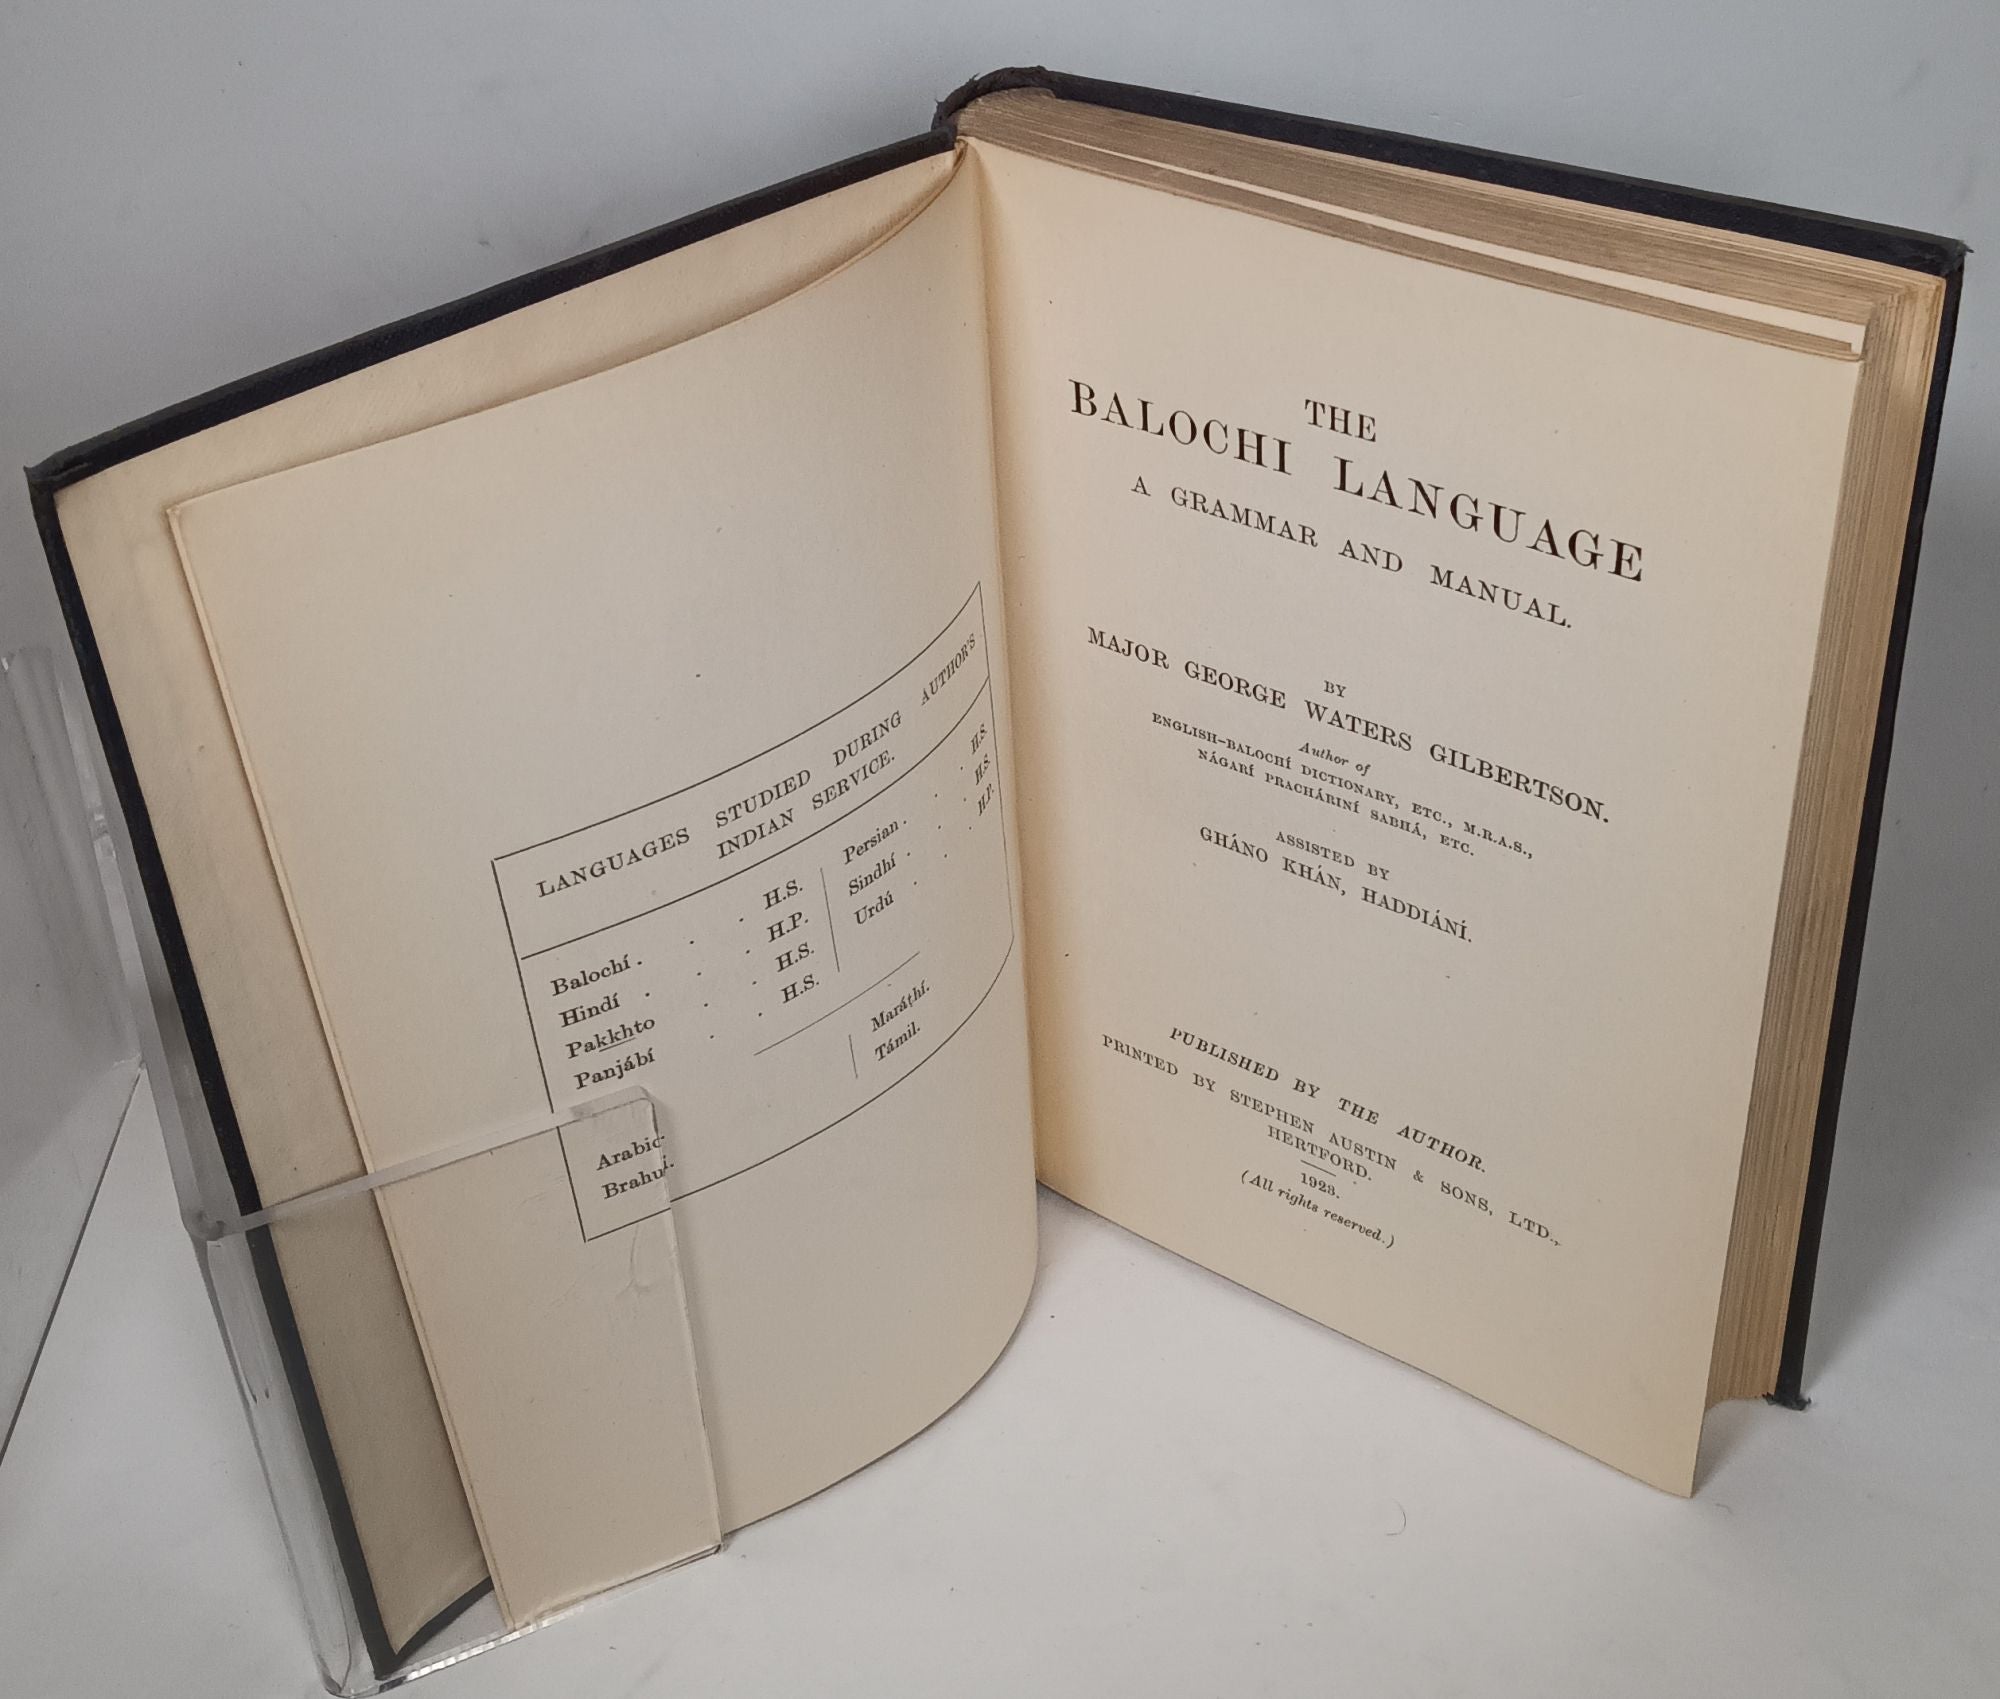 LANGUAGES STUDIED DURING AUTHOR'S
INDIAN SERVICE.
Balochí . . . H.S.
Hindí . . . H.P.
Pakkhto . . H.S.
Panjábí . . H.S.
Persian . . . H.S.
Sindhí . . . H.S.
Urdú . . . H.P.
Arabic.
Brahui.
Maráṭhí.
Támil.
THE
BALOCHI LANGUAGE
A GRAMMAR AND MANUAL.
BY
MAJOR GEORGE WATERS GILBERTSON.
Author of
ENGLISH–BALOCHÍ DICTIONARY, ETC., M.R.A.S.,
NÁGARÍ PRACHÁRINÍ SABHÁ, ETC.
ASSISTED BY
GHÁNO KHÁN, HADDIÁNÍ.
PUBLISHED BY THE AUTHOR.
PRINTED BY STEPHEN AUSTIN & SONS, LTD.,
HERTFORD.
1923.
(All rights reserved.)